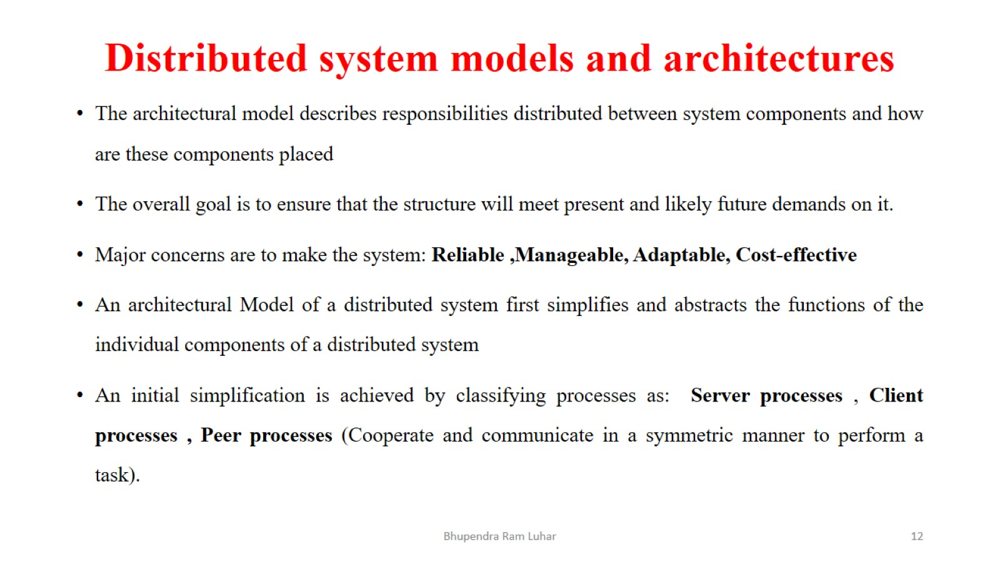 Distributed system models and architectures
• The architectural model describes responsibilities distributed between system components and how
are these components placed
• The overall goal is to ensure that the structure will meet present and likely future demands on it.
• Major concerns are to make the system: Reliable ,Manageable, Adaptable, Cost-effective
• An architectural Model of a distributed system first simplifies and abstracts the functions of the
individual components of a distributed system
• An initial simplification is achieved by classifying processes as: Server processes , Client
processes , Peer processes (Cooperate and communicate in a symmetric manner to perform a
task).
Bhupendra Ram Luhar
12